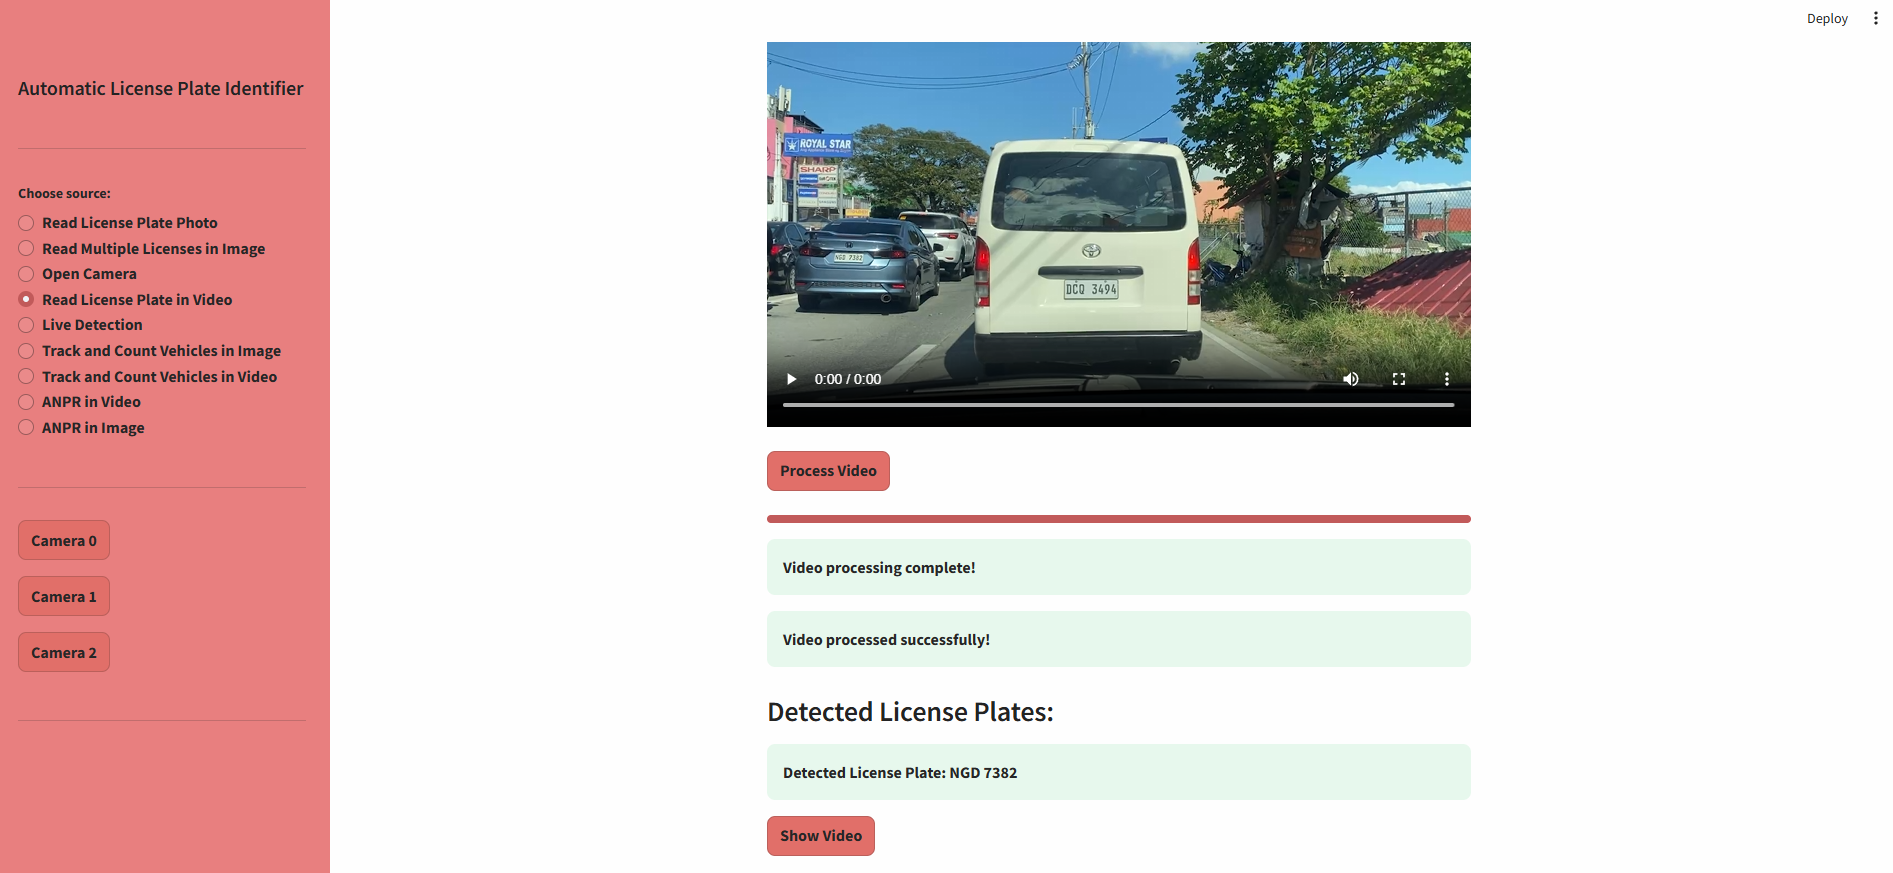 Deploy
Automatic License Plate Identifier
Choose source:
Read License Plate Photo
Read Multiple Licenses in Image
Open Camera
Read License Plate in Video
Live Detection
Track and Count Vehicles in Image
Track and Count Vehicles in Video
ANPR in Video
ANPR in Image
Camera 0
Camera 1
Camera 2
ROYAL STAR
SHARP
NGD 7382
DCQ 3494
0:00 / 0:00
Process Video
Video processing complete!
Video processed successfully!
Detected License Plates:
Detected License Plate: NGD 7382
Show Video